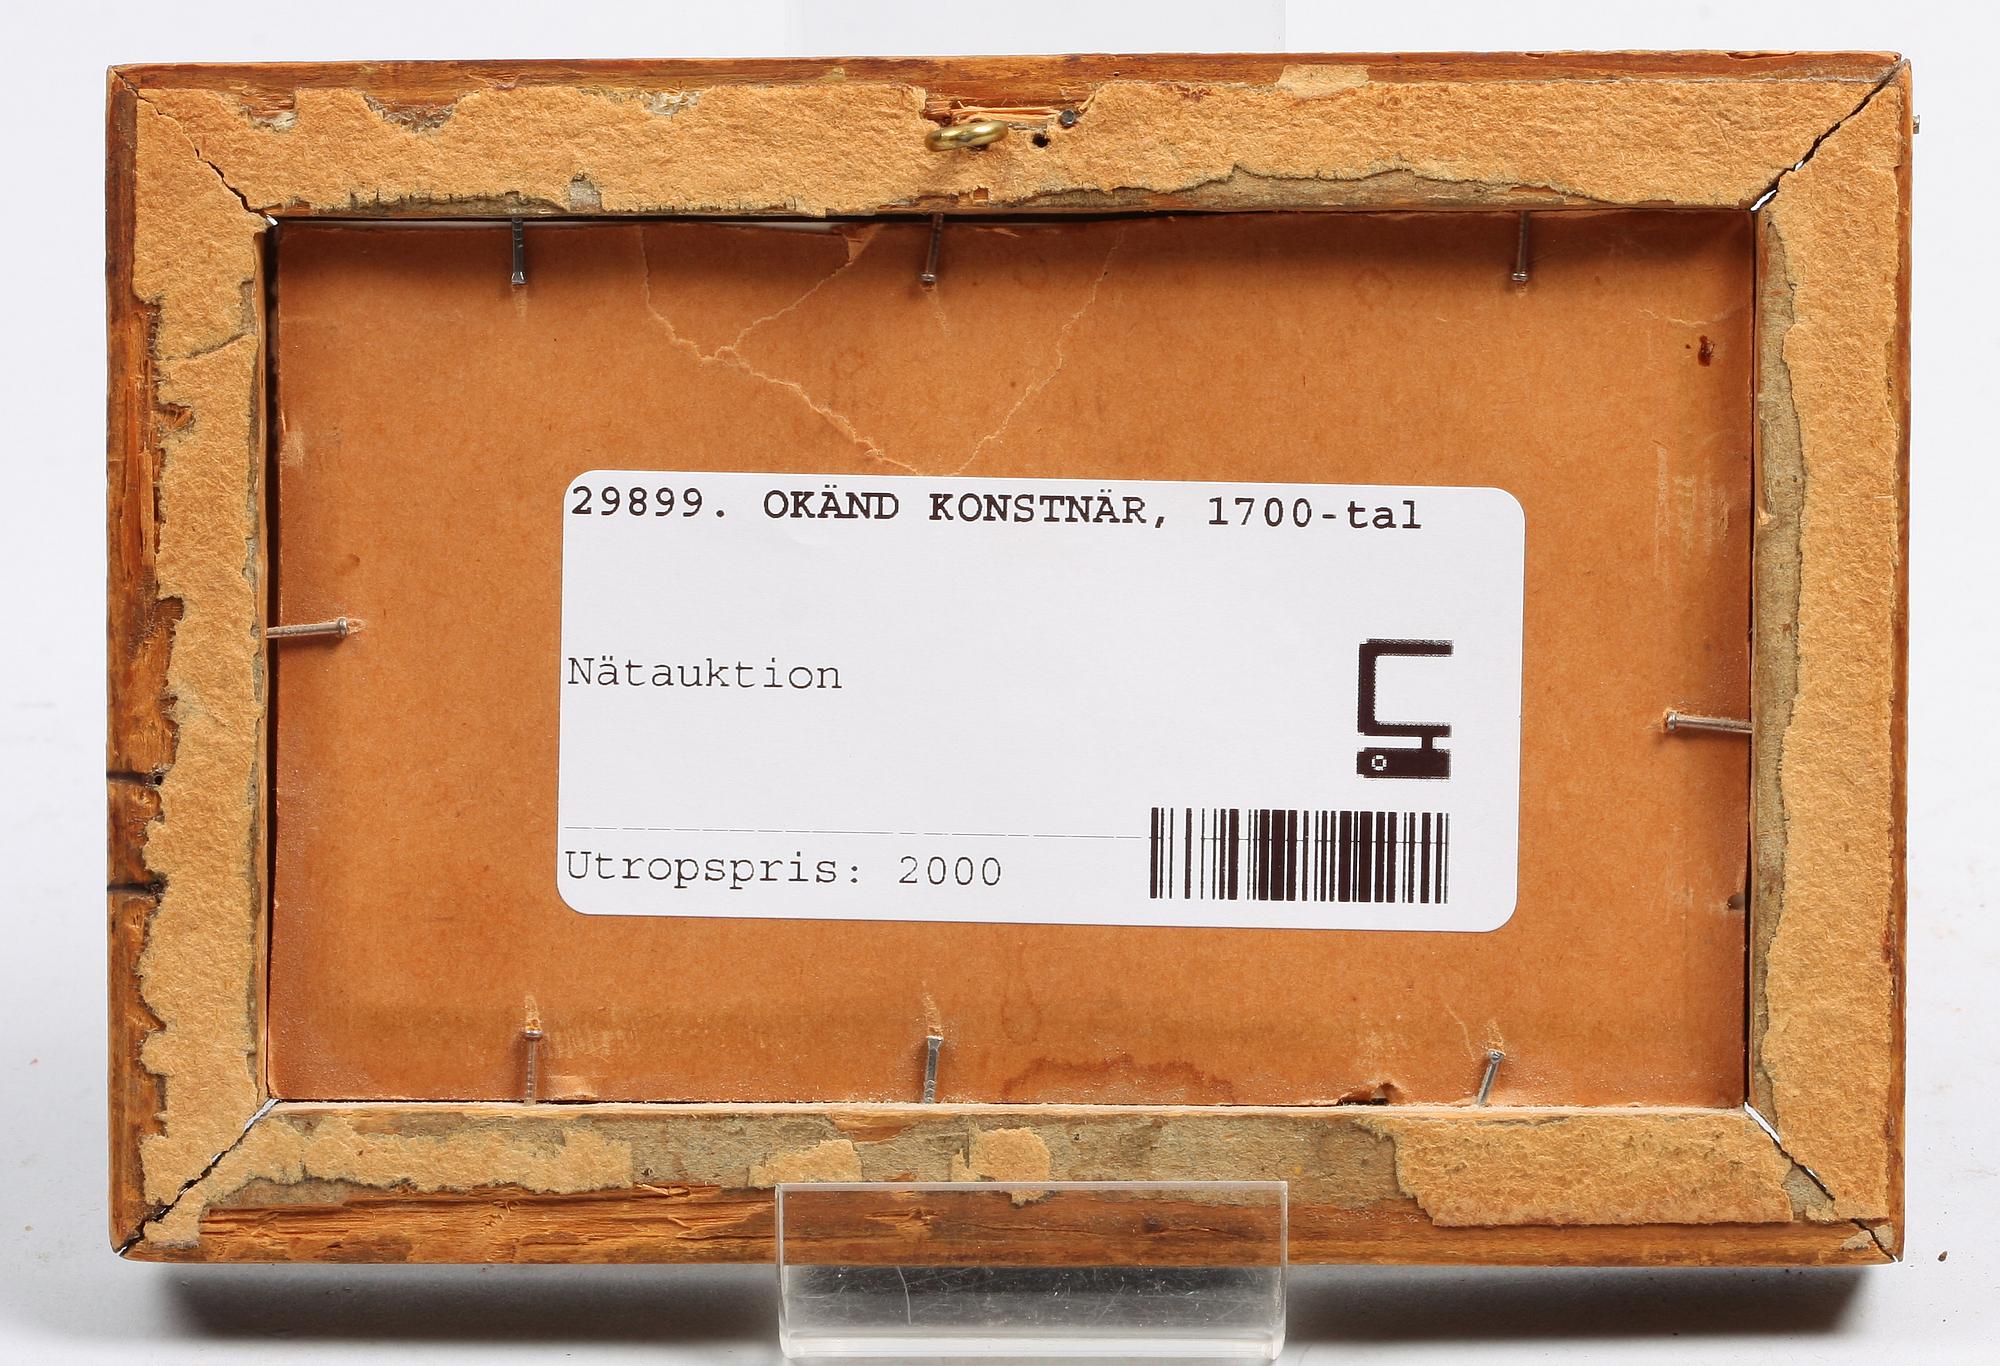 29899. OKÄND KONSTNÄR, 1700-tal
Nätauktion
Utropspris: 2000